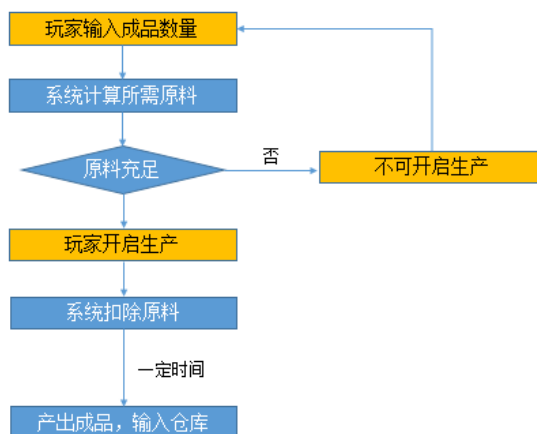 玩家输入成品数量
系统计算所需原料
原料充足
否
不可开启生产
玩家开启生产
系统扣除原料
一定时间
产出成品，输入仓库